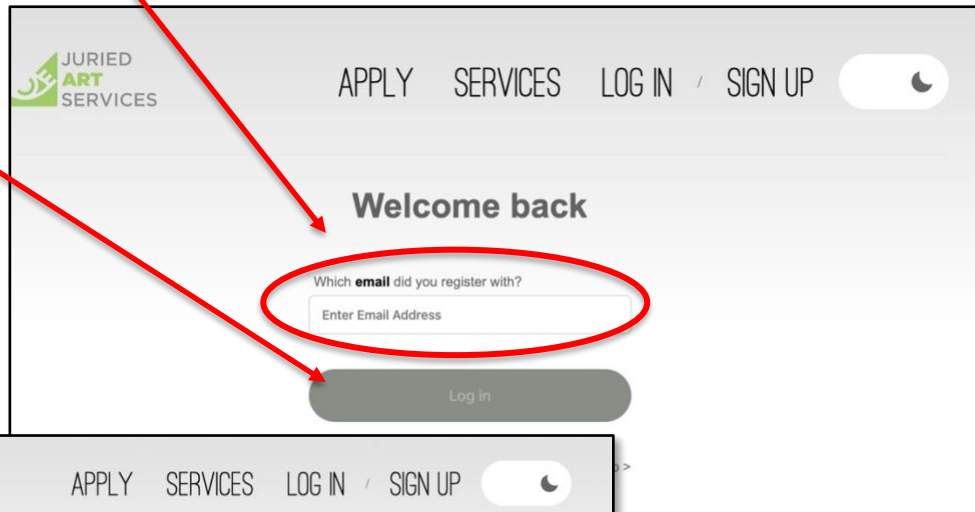 JURIED
ART
SERVICES
APPLY SERVICES LOG IN / SIGN UP
Welcome back
Which email did you register with?
Enter Email Address
Log in
>
APPLY SERVICES LOG IN / SIGN UP